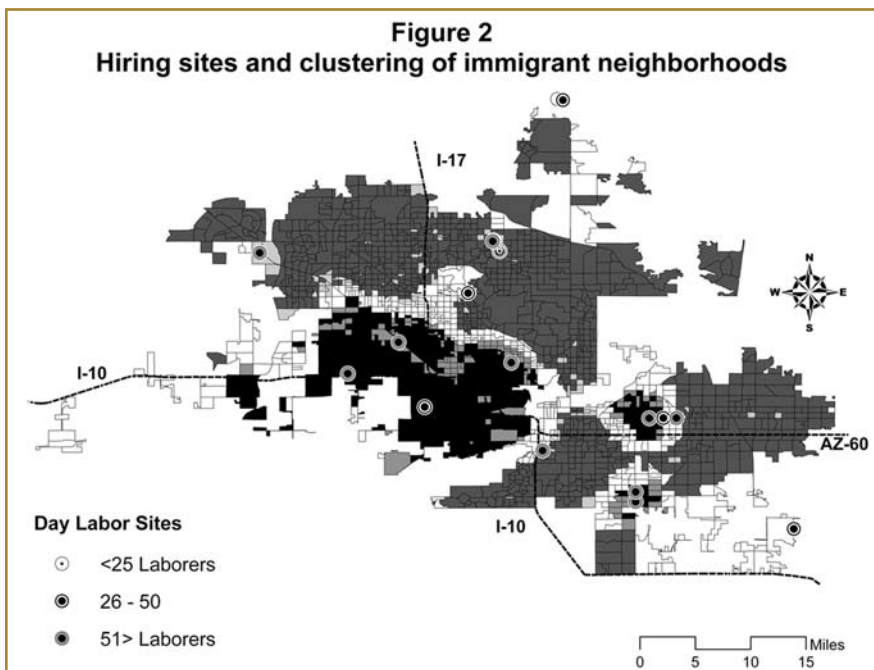 Figure 2
Hiring sites and clustering of immigrant neighborhoods
I-17
N
W E
S
I-10
AZ-60
I-10
Day Labor Sites
<25 Laborers
26 - 50
51> Laborers
0 5 10 15 Miles